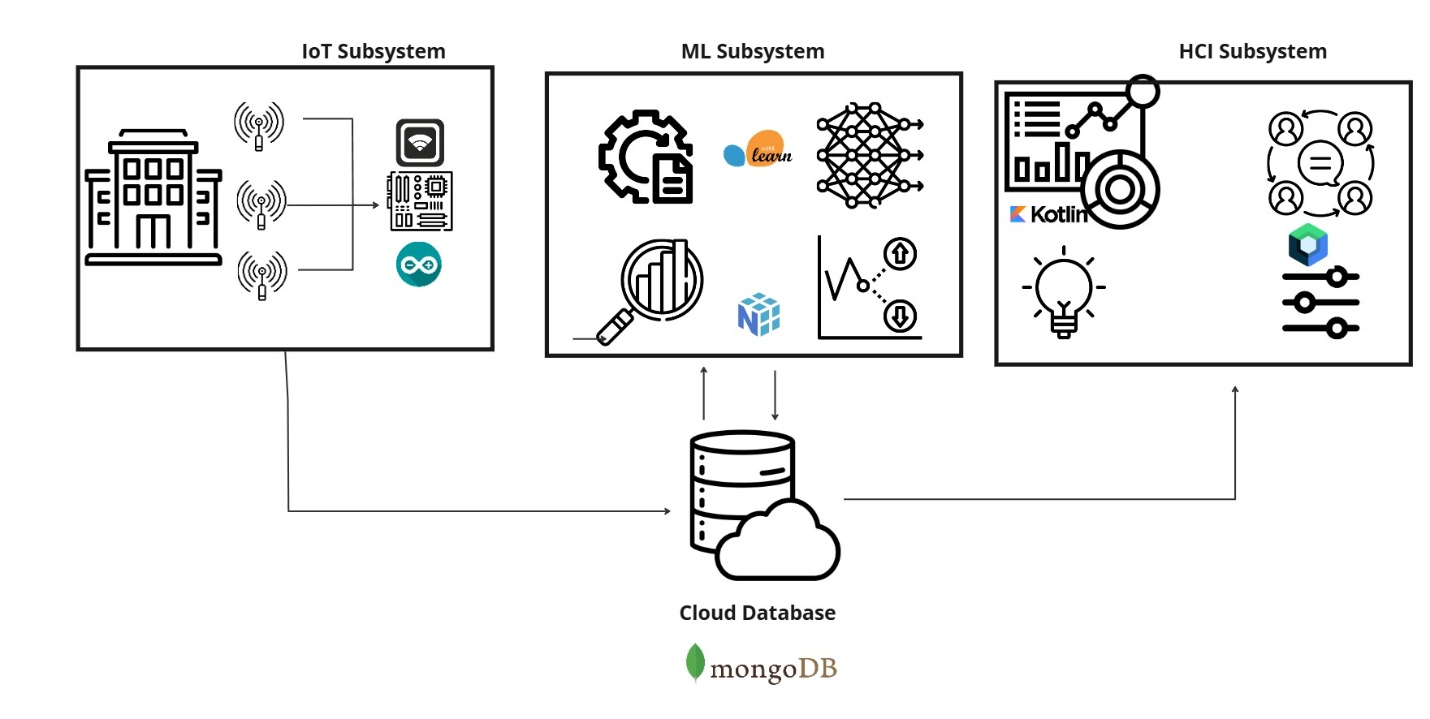 IoT Subsystem
ML Subsystem
HCI Subsystem
learn
Kotlin
N
Cloud Database
mongoDB